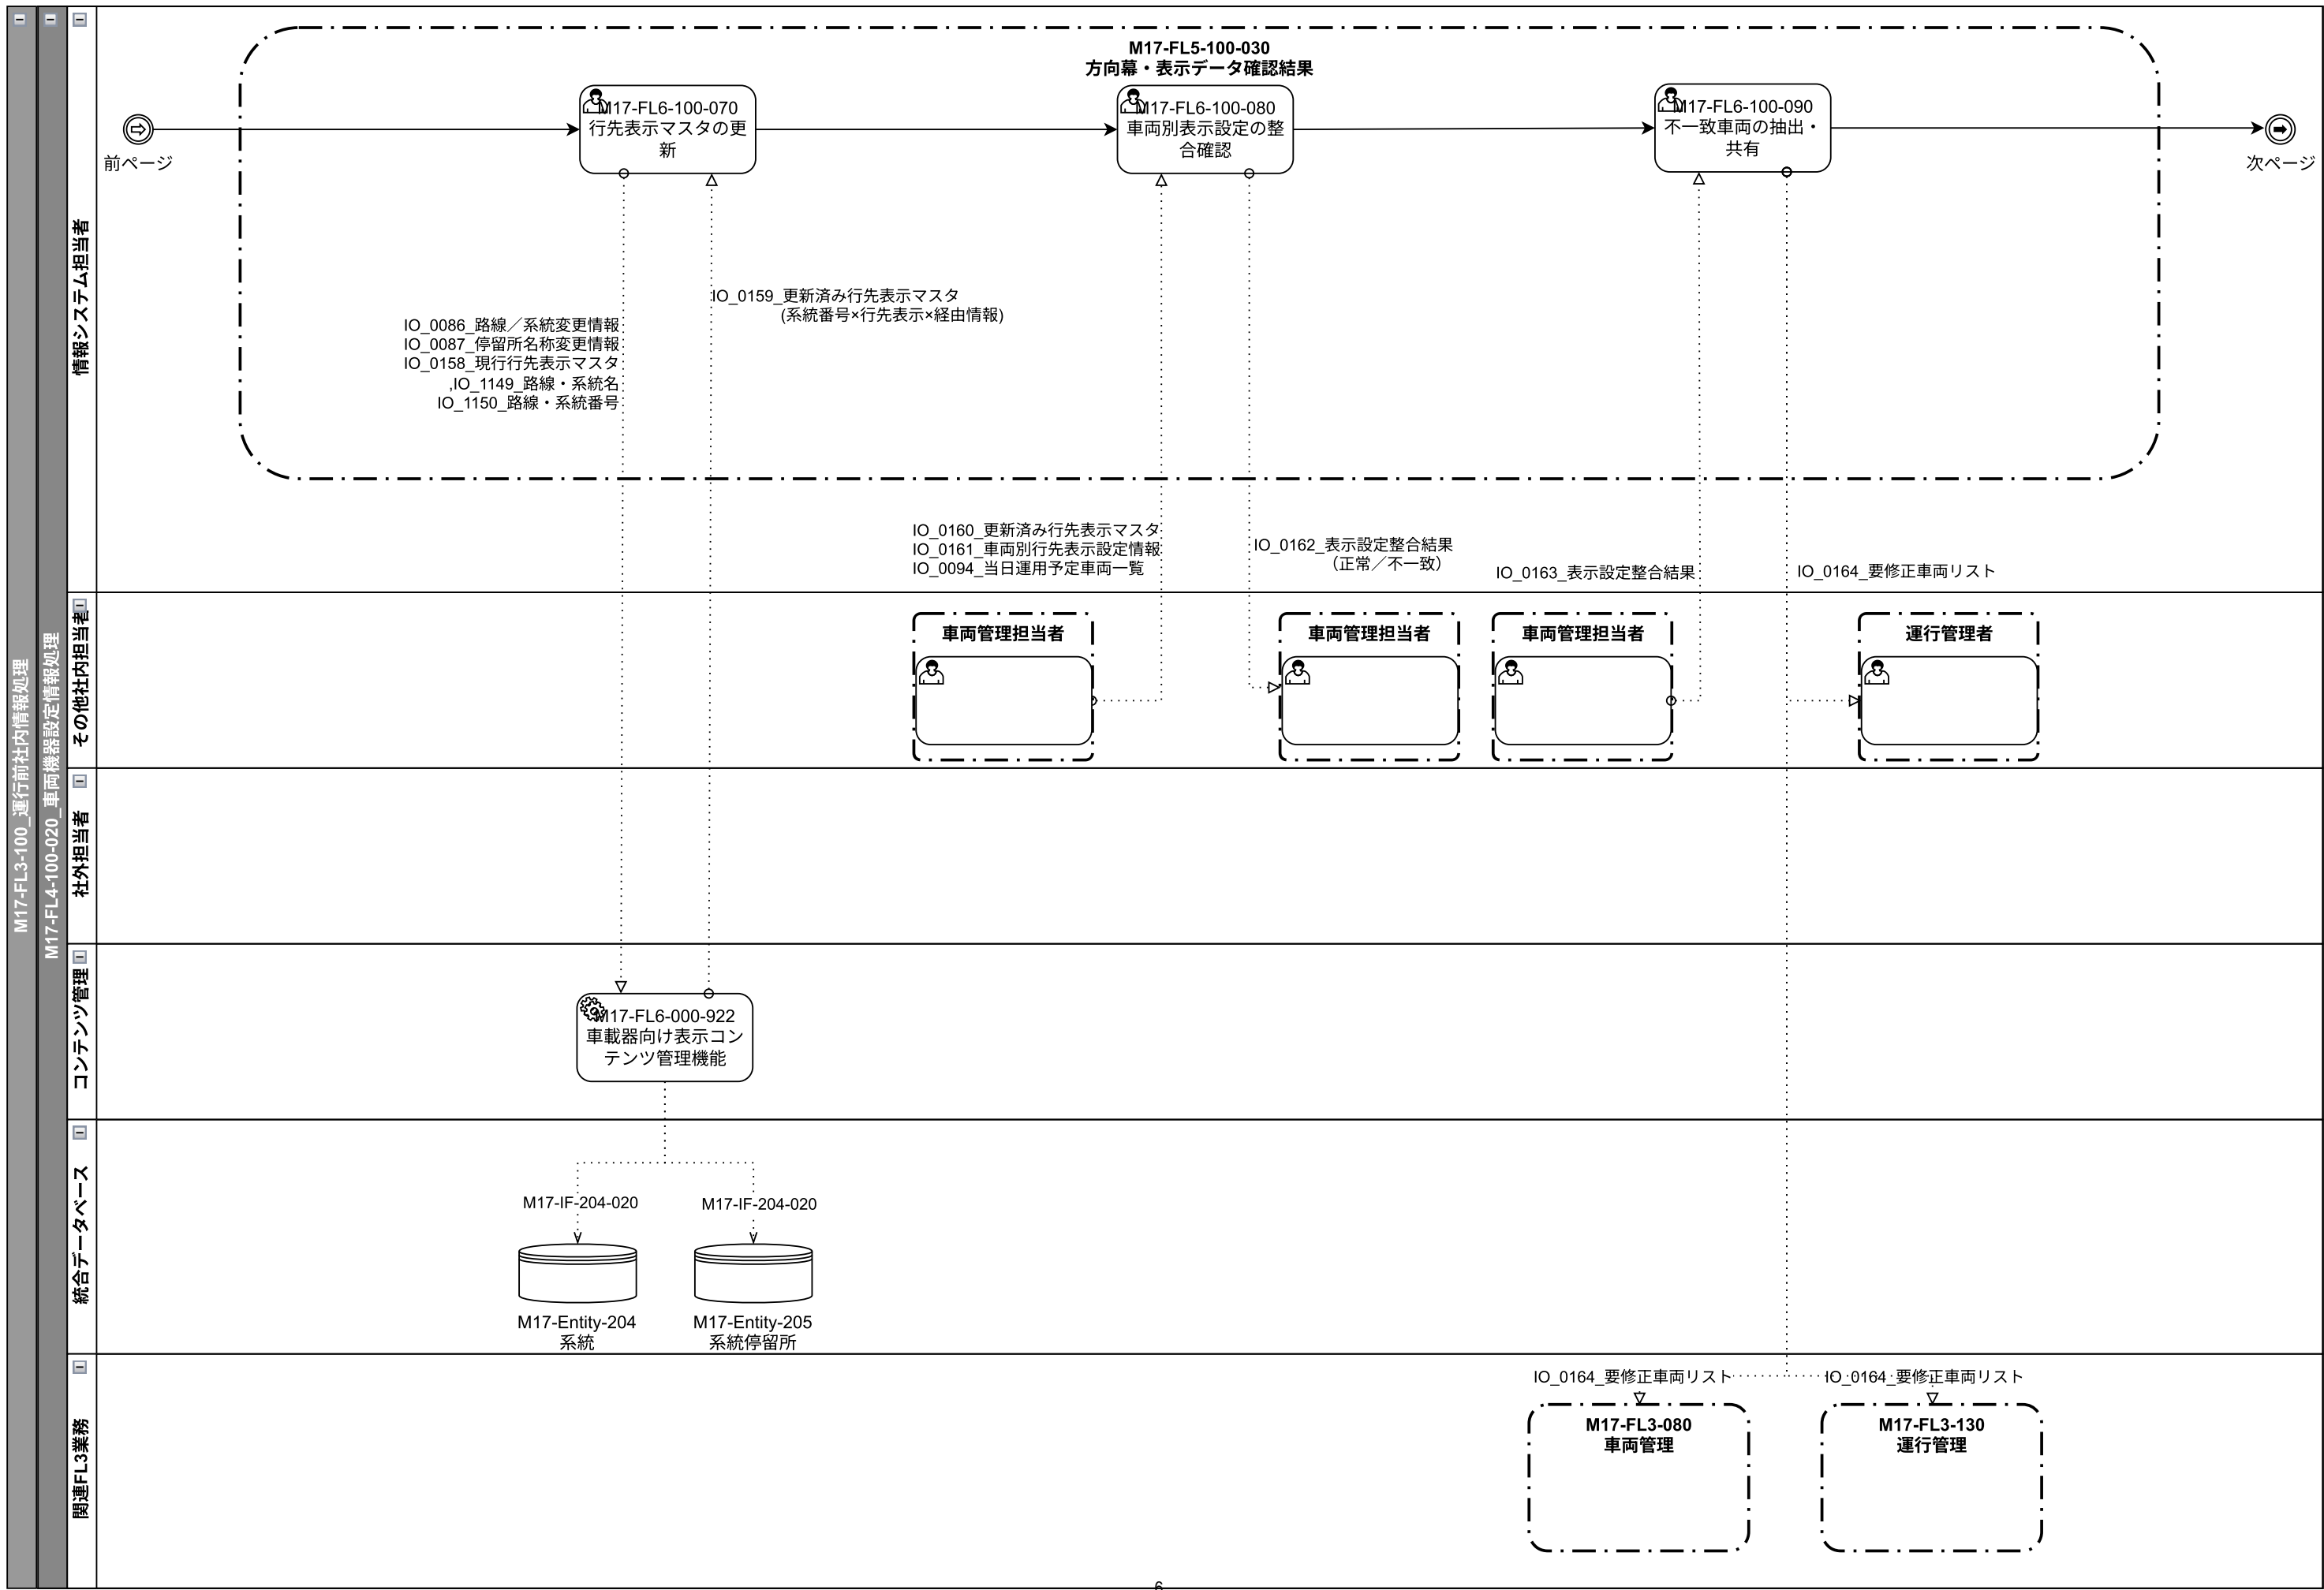 M17-FL3-100_運行前社内情報処理
M17-FL4-100-020_車両機器設定情報処理
情報システム担当者
M17-FL5-100-030
方向幕・表示データ確認結果
前ページ
M17-FL6-100-070
行先表示マスタの更
新
M17-FL6-100-080
車両別表示設定の整
合確認
M17-FL6-100-090
不一致車両の抽出・
共有
次ページ
IO_0159_更新済み行先表示マスタ
(系統番号×行先表示×経由情報)
IO_0086_路線／系統変更情報
IO_0087_停留所名称変更情報
IO_0158_現行行先表示マスタ
,IO_1149_路線・系統名
IO_1150_路線・系統番号
IO_0160_更新済み行先表示マスタ
IO_0161_車両別行先表示設定情報
IO_0094_当日運用予定車両一覧
IO_0162_表示設定整合結果
（正常／不一致）
IO_0163_表示設定整合結果
IO_0164_要修正車両リスト
その他社内担当者
車両管理担当者
車両管理担当者
車両管理担当者
運行管理者
社外担当者
コンテンツ管理
M17-FL6-000-922
車載器向け表示コン
テンツ管理機能
統合データベース
M17-IF-204-020
M17-IF-204-020
M17-Entity-204
系統
M17-Entity-205
系統停留所
関連FL3業務
IO_0164_要修正車両リスト
IO_0164_要修正車両リスト
M17-FL3-080
車両管理
M17-FL3-130
運行管理
6